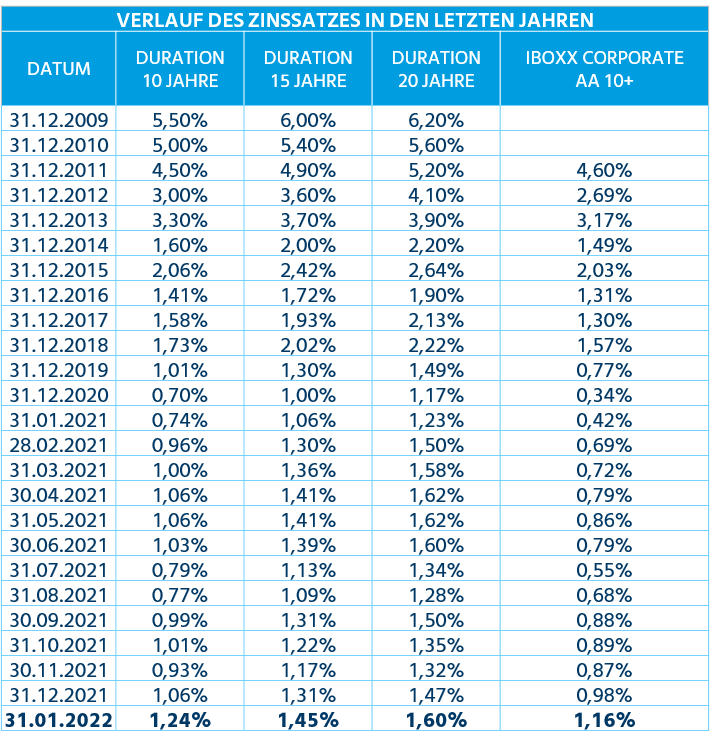 VERLAUF DES ZINSSATZES IN DEN LETZTEN JAHREN
DATUM DURATION 10 JAHRE DURATION 15 JAHRE DURATION 20 JAHRE IBOXX CORPORATE AA 10+
31.12.2009 5,50% 6,00% 6,20%
31.12.2010 5,00% 5,40% 5,60%
31.12.2011 4,50% 4,90% 5,20% 4,60%
31.12.2012 3,00% 3,60% 4,10% 2,69%
31.12.2013 3,30% 3,70% 3,90% 3,17%
31.12.2014 1,60% 2,00% 2,20% 1,49%
31.12.2015 2,06% 2,42% 2,64% 2,03%
31.12.2016 1,41% 1,72% 1,90% 1,31%
31.12.2017 1,58% 1,93% 2,13% 1,30%
31.12.2018 1,73% 2,02% 2,22% 1,57%
31.12.2019 1,01% 1,30% 1,49% 0,77%
31.12.2020 0,70% 1,00% 1,17% 0,34%
31.01.2021 0,74% 1,06% 1,23% 0,42%
28.02.2021 0,96% 1,30% 1,50% 0,69%
31.03.2021 1,00% 1,36% 1,58% 0,72%
30.04.2021 1,06% 1,41% 1,62% 0,79%
31.05.2021 1,06% 1,41% 1,62% 0,86%
30.06.2021 1,03% 1,39% 1,60% 0,79%
31.07.2021 0,79% 1,13% 1,34% 0,55%
31.08.2021 0,77% 1,09% 1,28% 0,68%
30.09.2021 0,99% 1,31% 1,50% 0,88%
31.10.2021 1,01% 1,22% 1,35% 0,89%
30.11.2021 0,93% 1,17% 1,32% 0,87%
31.12.2021 1,06% 1,31% 1,47% 0,98%
31.01.2022 1,24% 1,45% 1,60% 1,16%